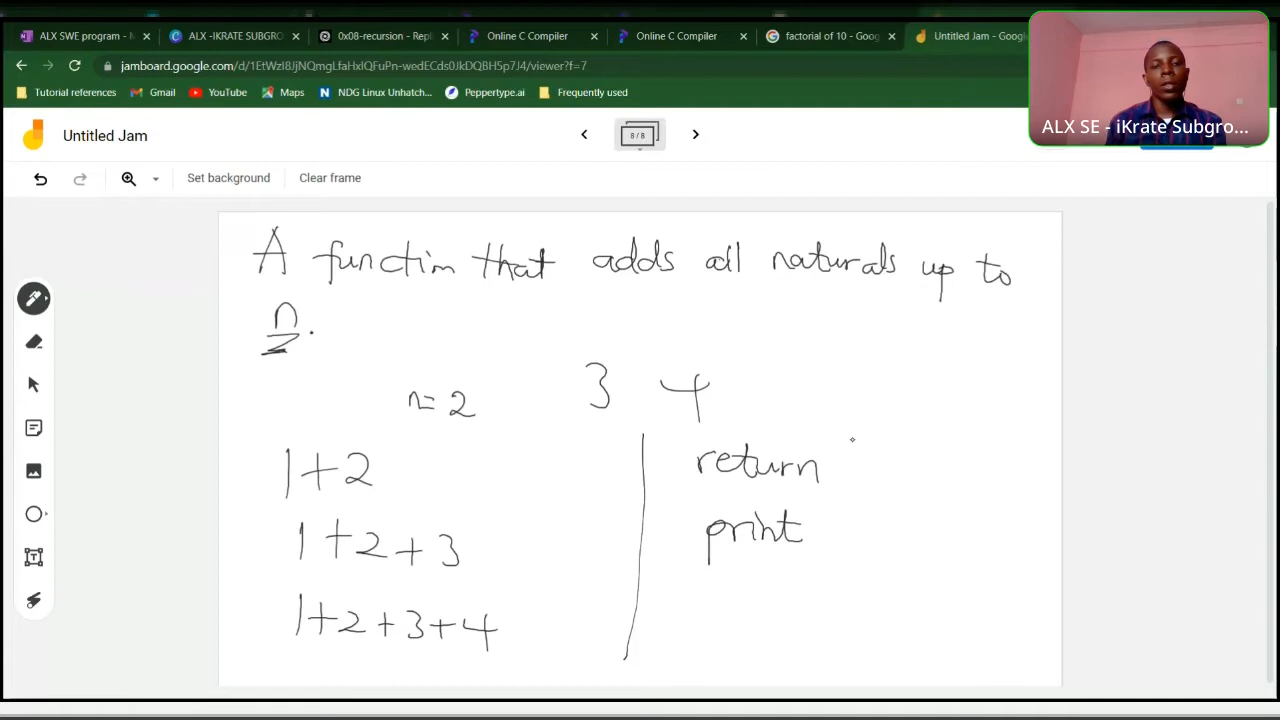 ALX SWE program - M
ALX -IKRATE SUBGRO
0x08-recursion - Repl
Online C Compiler
Online C Compiler
factorial of 10 - Goog
Untitled Jam - Google
jamboard.google.com/d/1EtWzI8JjNQmgLfaHxlQFuPn-wedECds0JkDQBH5p7J4/viewer?f=7
Tutorial references
Gmail
YouTube
Maps
NDG Linux Unhatch...
Peppertype.ai
Frequently used
ALX SE - iKrate Subgro...
Untitled Jam
8 / 8
Set background
Clear frame
A function that adds all naturals up to
n.
n= 2 3 4
1+2
1+2+3
1+2+3+4
return
print